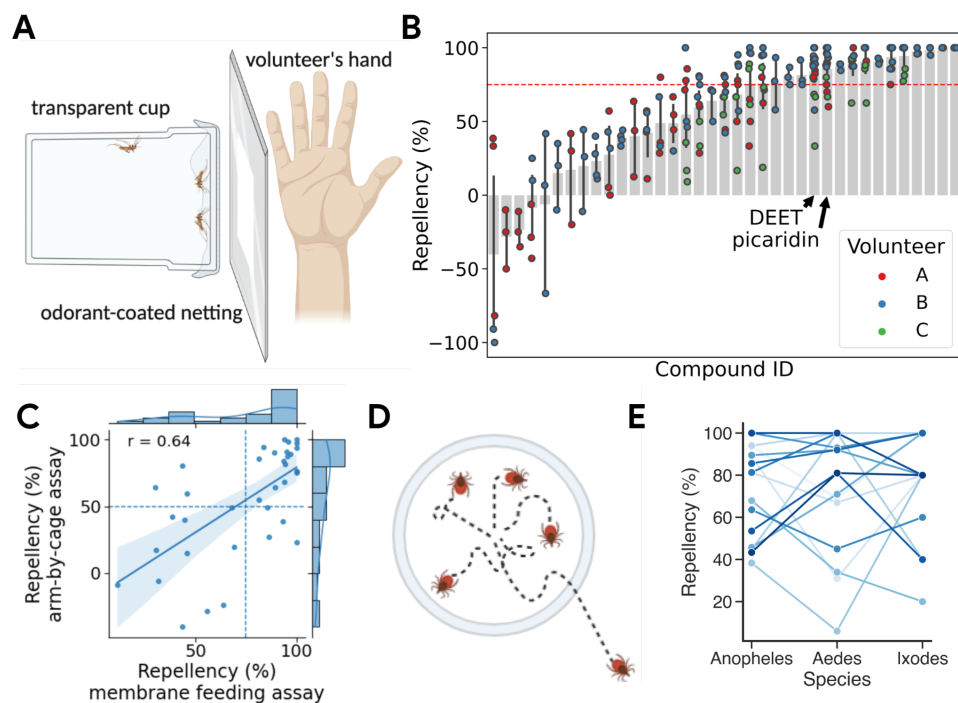 A
volunteer's hand
transparent cup
odorant-coated netting
B
Repellency (%)
100
50
0
−50
−100
DEET
picaridin
Volunteer
A
B
C
Compound ID
C
r = 0.64
Repellency (%)
arm-by-cage assay
100
50
0
50
100
Repellency (%)
membrane feeding assay
D
E
Repellency (%)
100
80
60
40
20
Anopheles
Aedes
Ixodes
Species